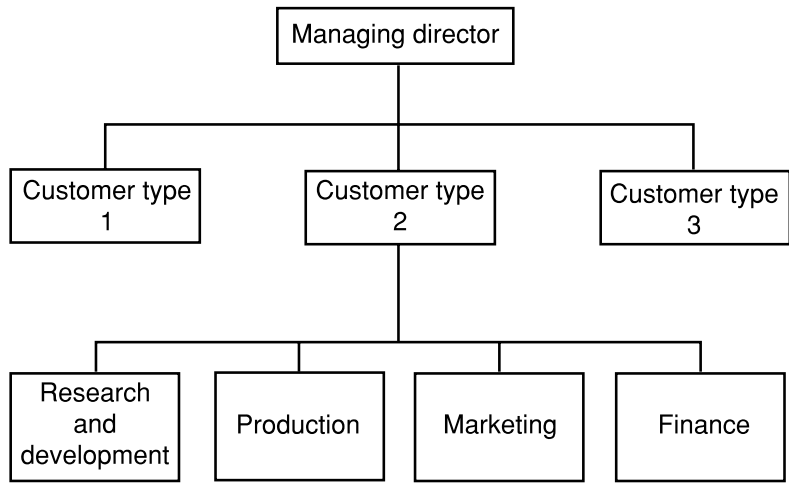 Managing director
Customer type
1
Customer type
2
Customer type
3
Research
and
development
Production
Marketing
Finance